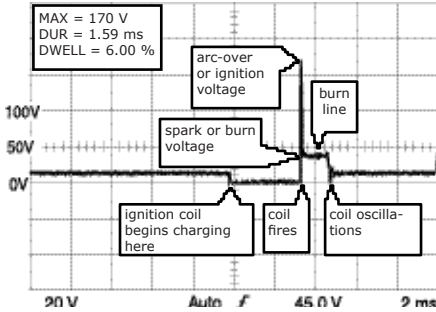 MAX = 170 V
DUR = 1.59 ms
DWELL = 6.00 %
arc-over
or ignition
voltage
burn
line
100V
spark or burn
voltage
50V
0V
ignition coil
begins charging
here
coil
fires
coil oscilla-
tions
20 V Auto 45.0 V 2 ms